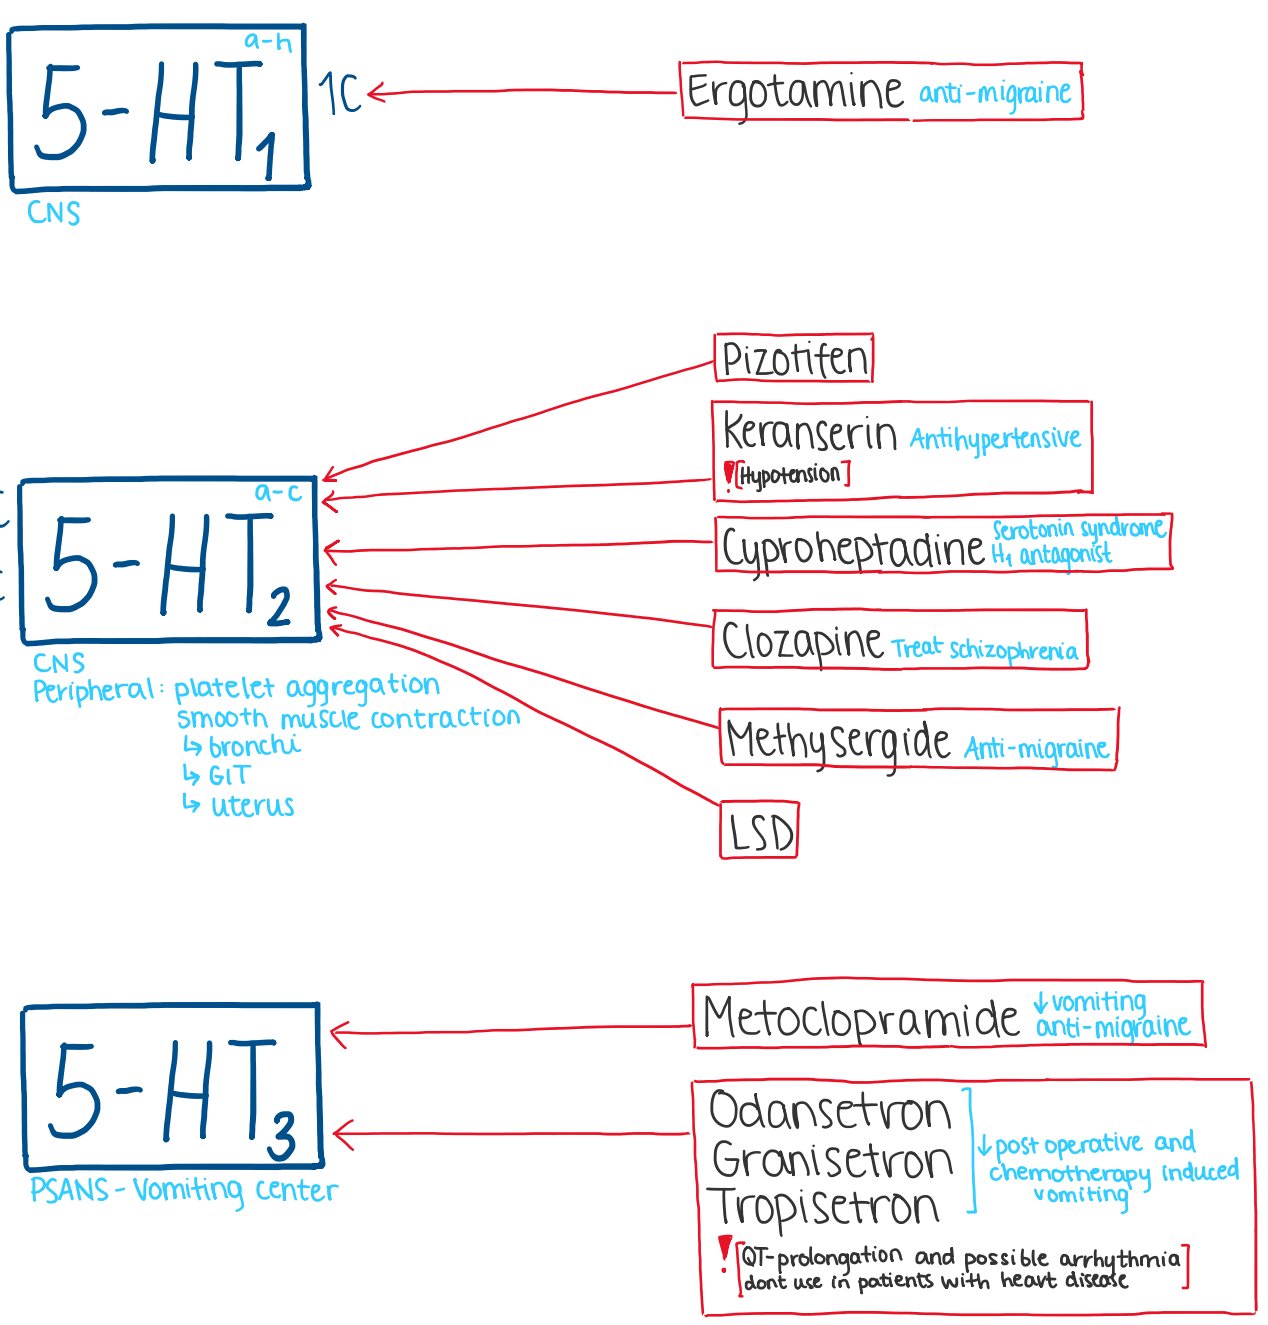 a-h
5-HT1
1C
Ergotamine anti-migraine
CNS
Pizotifen
Keranserin Antihypertensive
! [Hypotension]
a-c
5-HT2
Cyproheptadine Serotonin syndrome
H1 antagonist
Clozapine Treat schizophrenia
CNS
Peripheral: platelet aggregation
smooth muscle contraction
↳ bronchi
↳ GIT
↳ uterus
Methysergide Anti-migraine
LSD
5-HT3
PSANS - Vomiting center
Metoclopramide ↓ vomiting
anti-migraine
Odansetron
Granisetron
Tropisetron
↓ post operative and
chemotherapy induced
vomiting
! [QT-prolongation and possible arrhythmia
dont use in patients with heart disease]